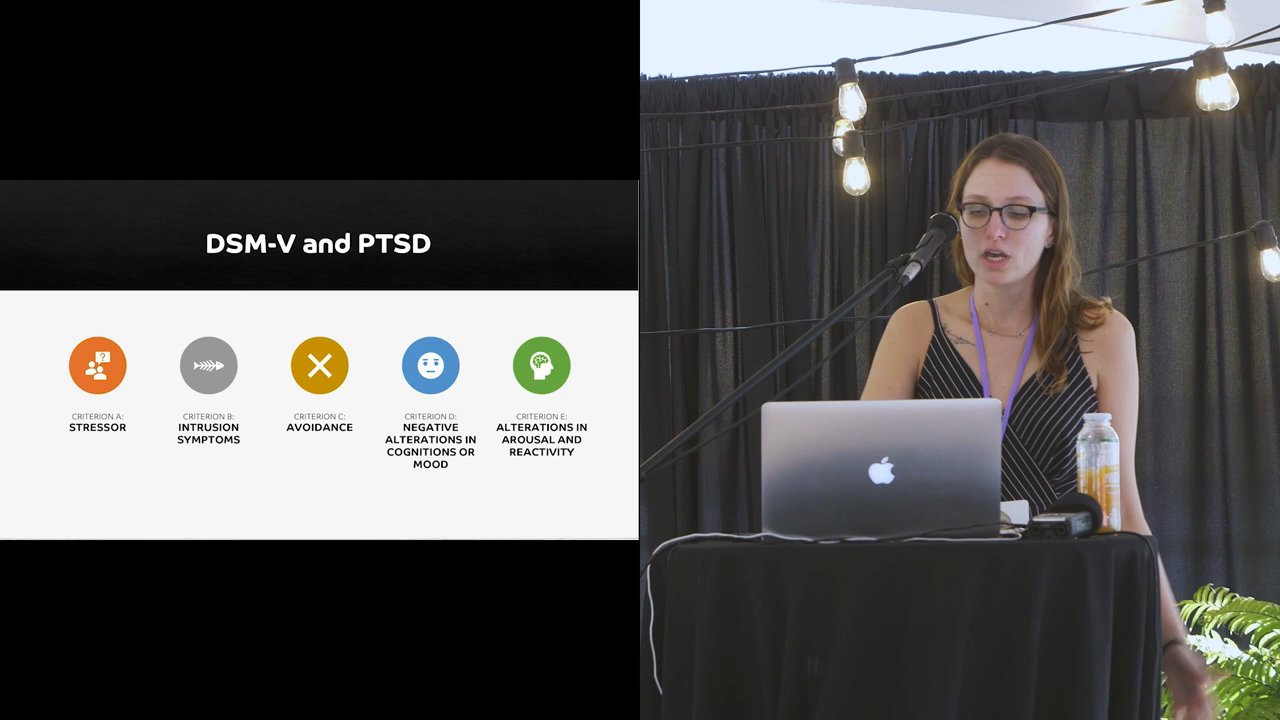 DSM-V and PTSD
?
CRITERION A:
STRESSOR
CRITERION B:
INTRUSION
SYMPTOMS
CRITERION C:
AVOIDANCE
CRITERION D:
NEGATIVE
ALTERATIONS IN
COGNITIONS OR
MOOD
CRITERION E:
ALTERATIONS IN
AROUSAL AND
REACTIVITY